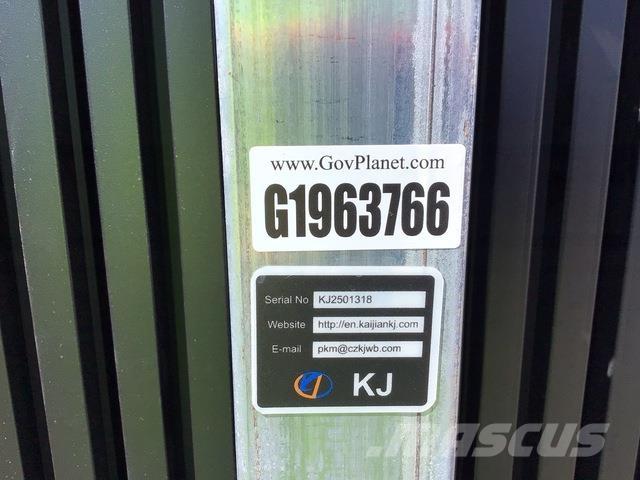 www.GovPlanet.com
G1963766
Serial No KJ2501318
Website http://en.kaijiankj.com
E-mail pkm@czkjwb.com
KJ
mascus